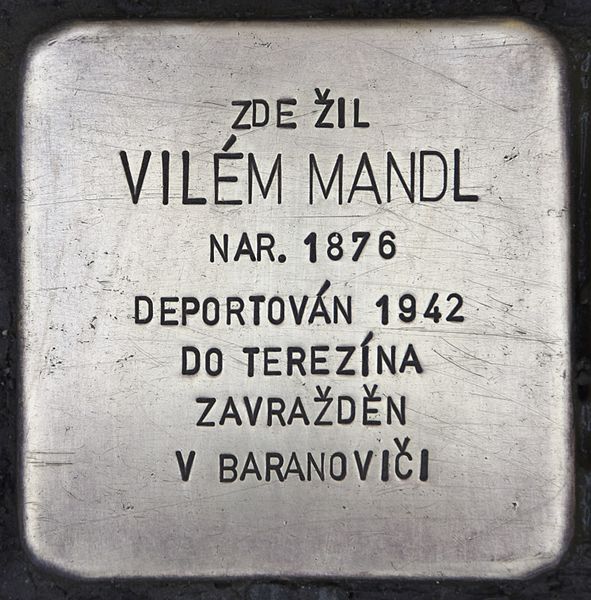 ZDE ŽIL
VILÉM MANDL
NAR. 1876
DEPORTOVÁN 1942
DO TEREZÍNA
ZAVRAŽDĚN
V BARANOVIČI